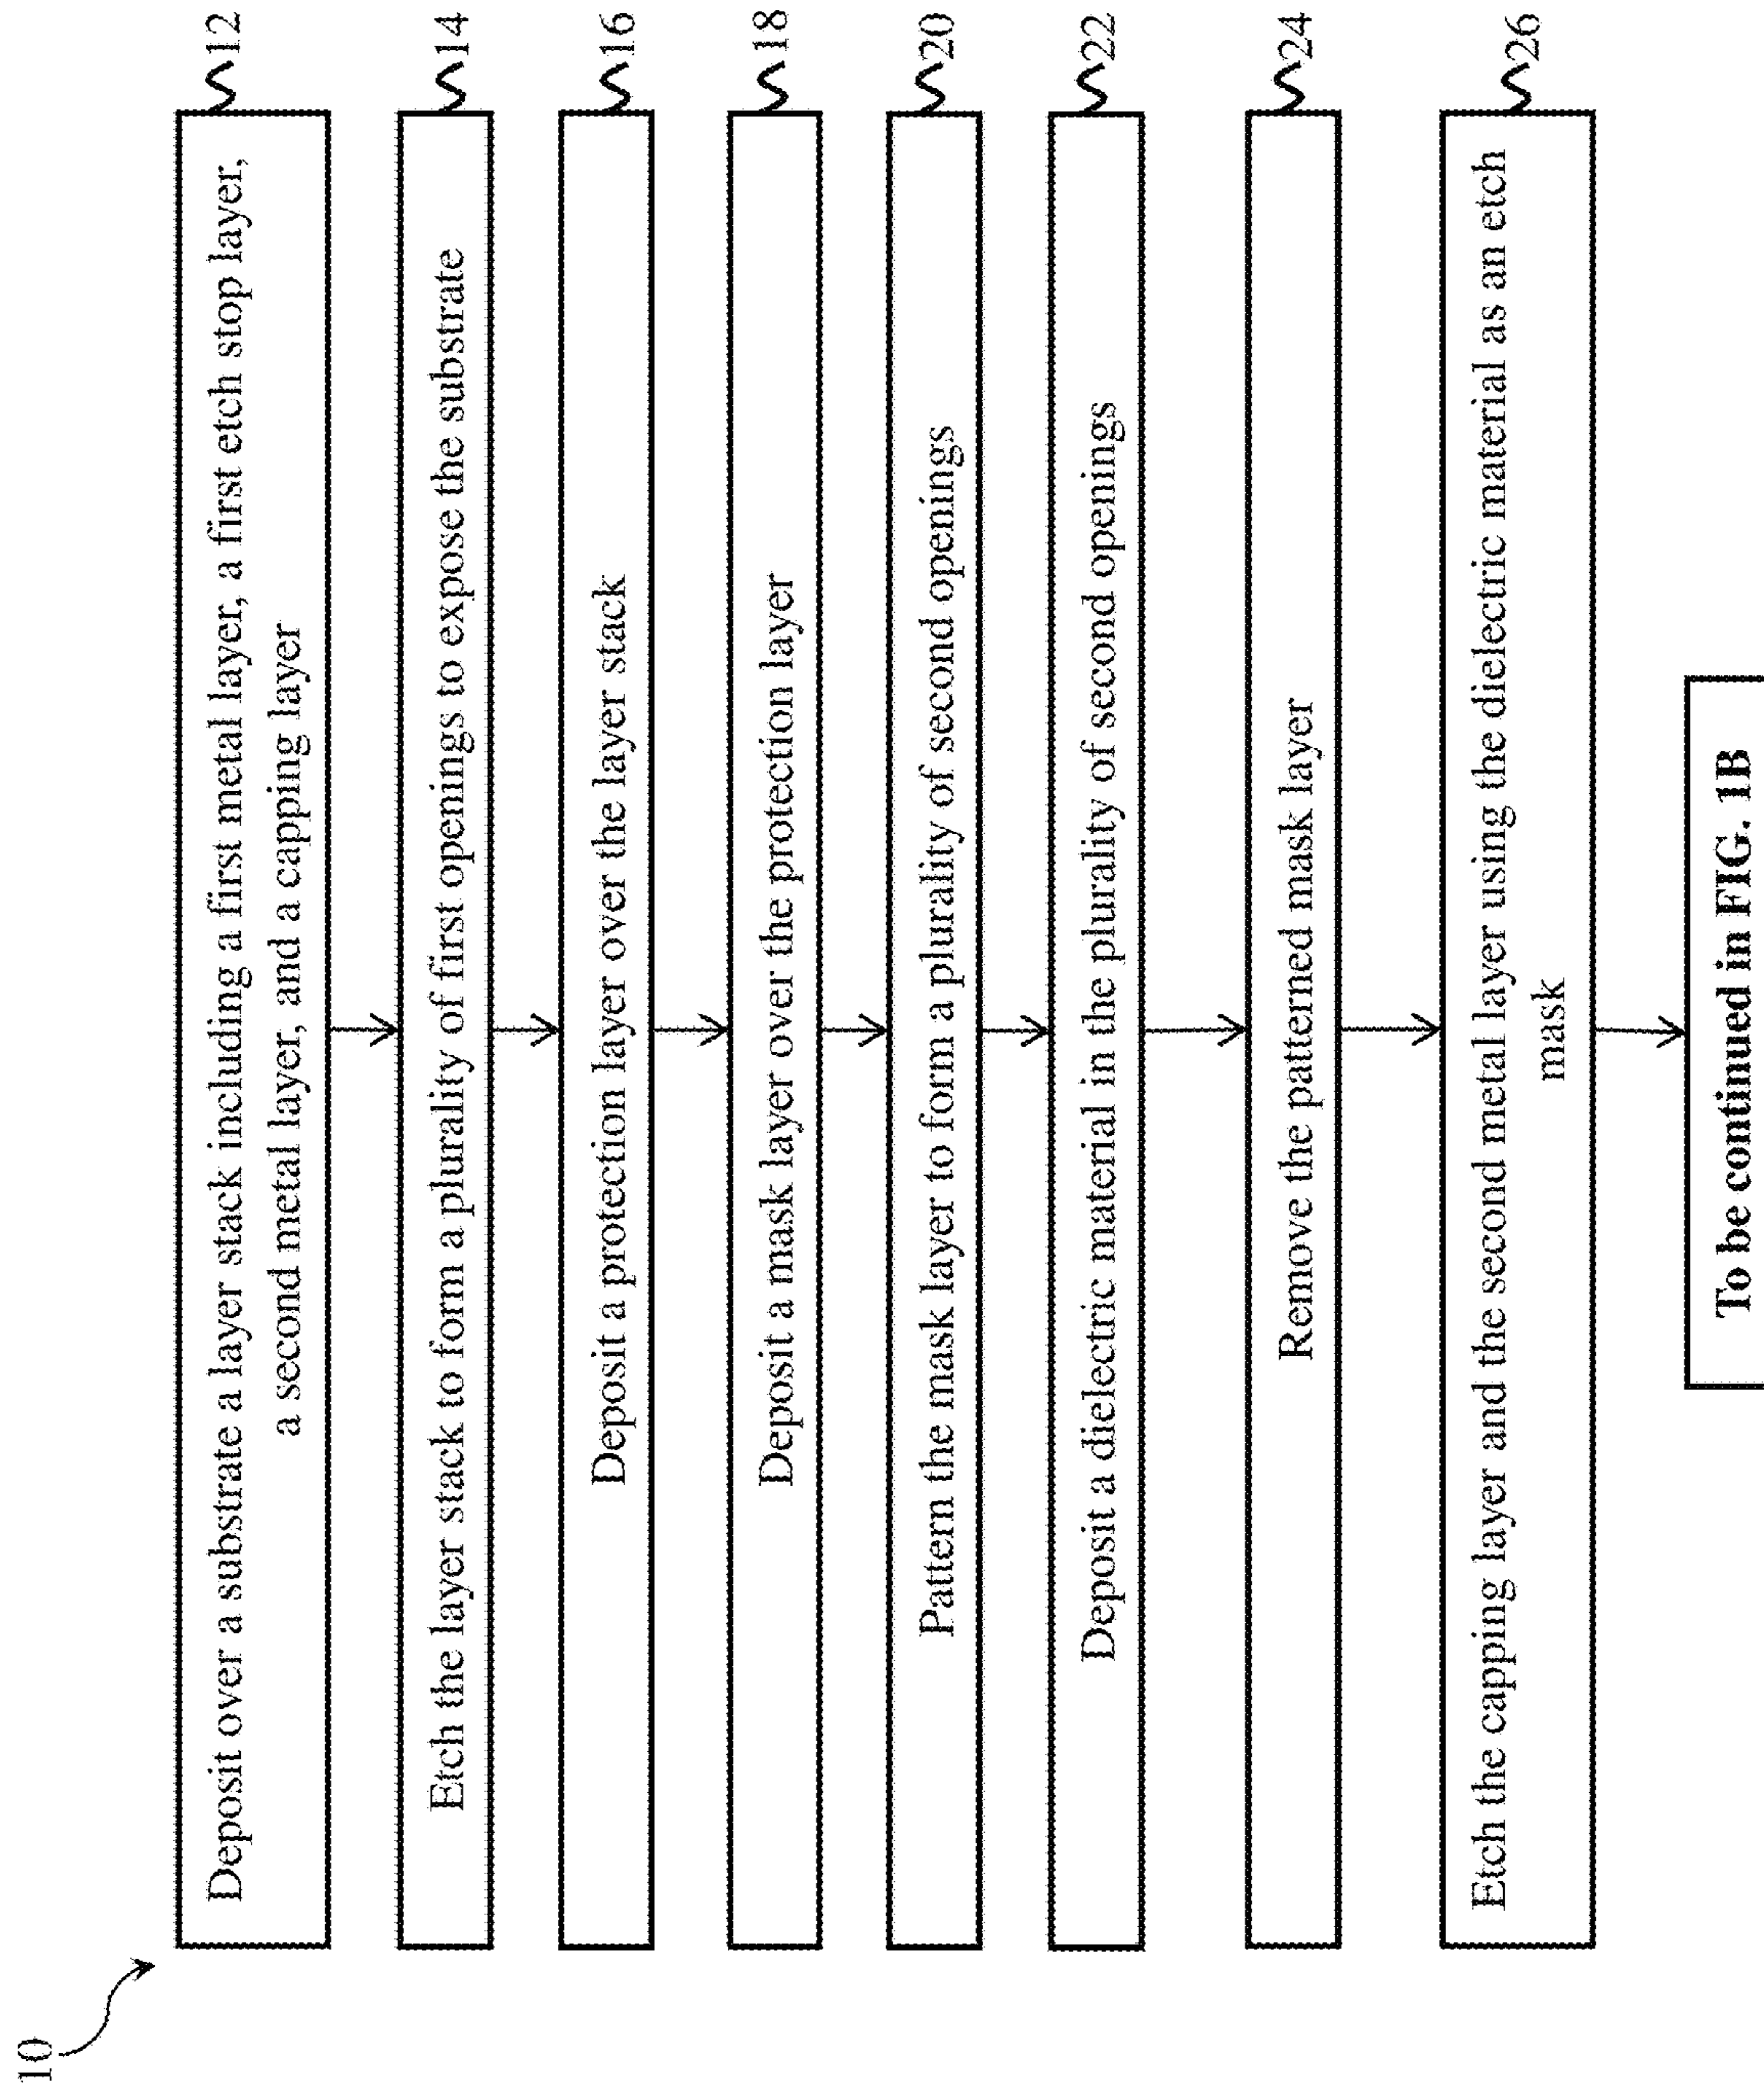 10
Deposit over a substrate a layer stack including a first metal layer, a first etch stop layer,
a second metal layer, and a capping layer
12
Etch the layer stack to form a plurality of first openings to expose the substrate
14
Deposit a protection layer over the layer stack
16
Deposit a mask layer over the protection layer
18
Pattern the mask layer to form a plurality of second openings
20
Deposit a dielectric material in the plurality of second openings
22
Remove the patterned mask layer
24
Etch the capping layer and the second metal layer using the dielectric material as an etch
mask
26
To be continued in FIG. 1B